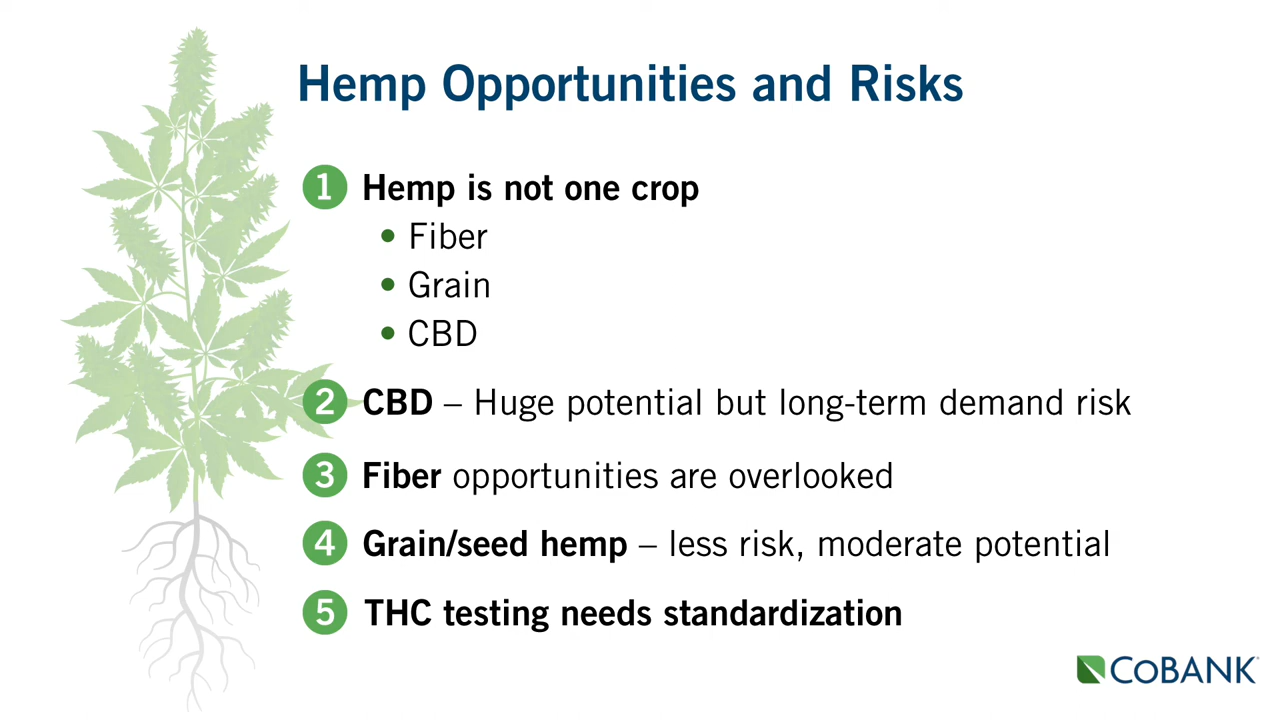 Hemp Opportunities and Risks
1 Hemp is not one crop
• Fiber
• Grain
• CBD
2 CBD – Huge potential but long-term demand risk
3 Fiber opportunities are overlooked
4 Grain/seed hemp – less risk, moderate potential
5 THC testing needs standardization
COBANK